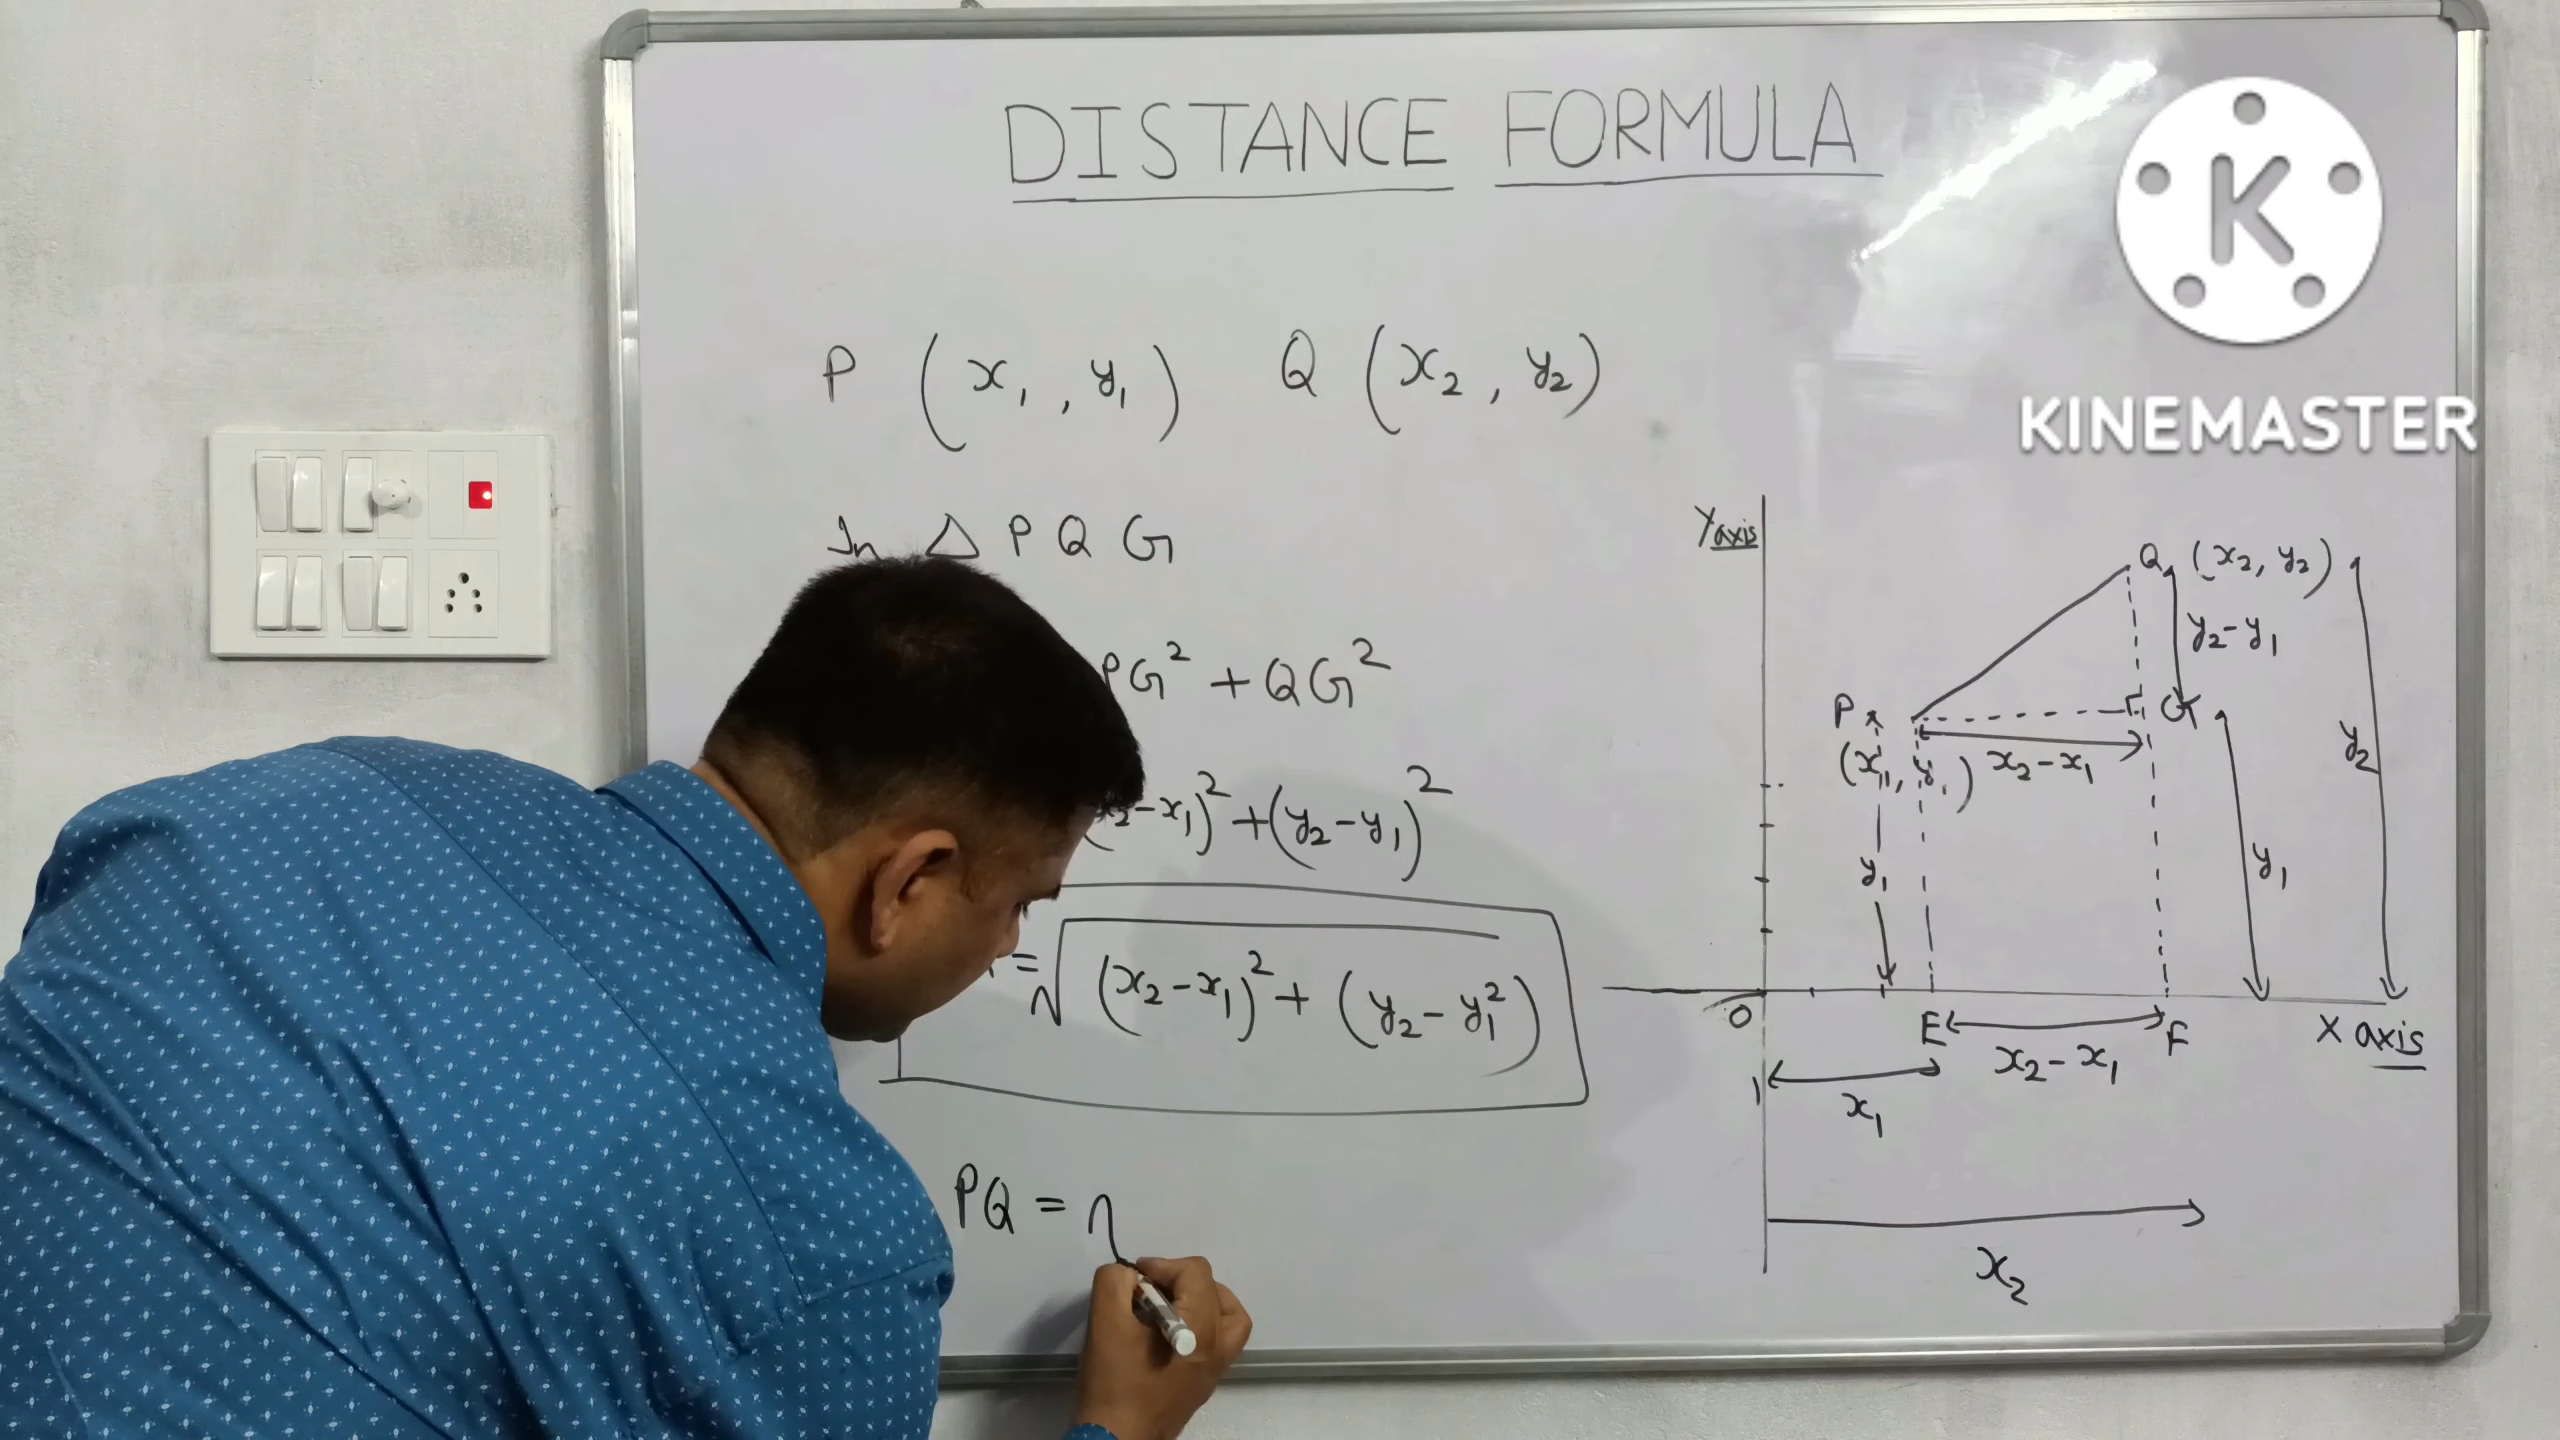 DISTANCE FORMULA
P (x₁, y₁) Q (x₂, y₂)
In △ P Q G
PG² + QG²
x₂-x₁)² + (y₂-y₁)²
= √(x₂-x₁)² + (y₂-y₁²)
PQ =
KINEMASTER
Y axis
Q (x₂, y₂)
y₂-y₁
P
G
(x₁, y₁)
x₂-x₁
y₂
y₁
y₁
O
E
F
X axis
x₂-x₁
x₁
x₂